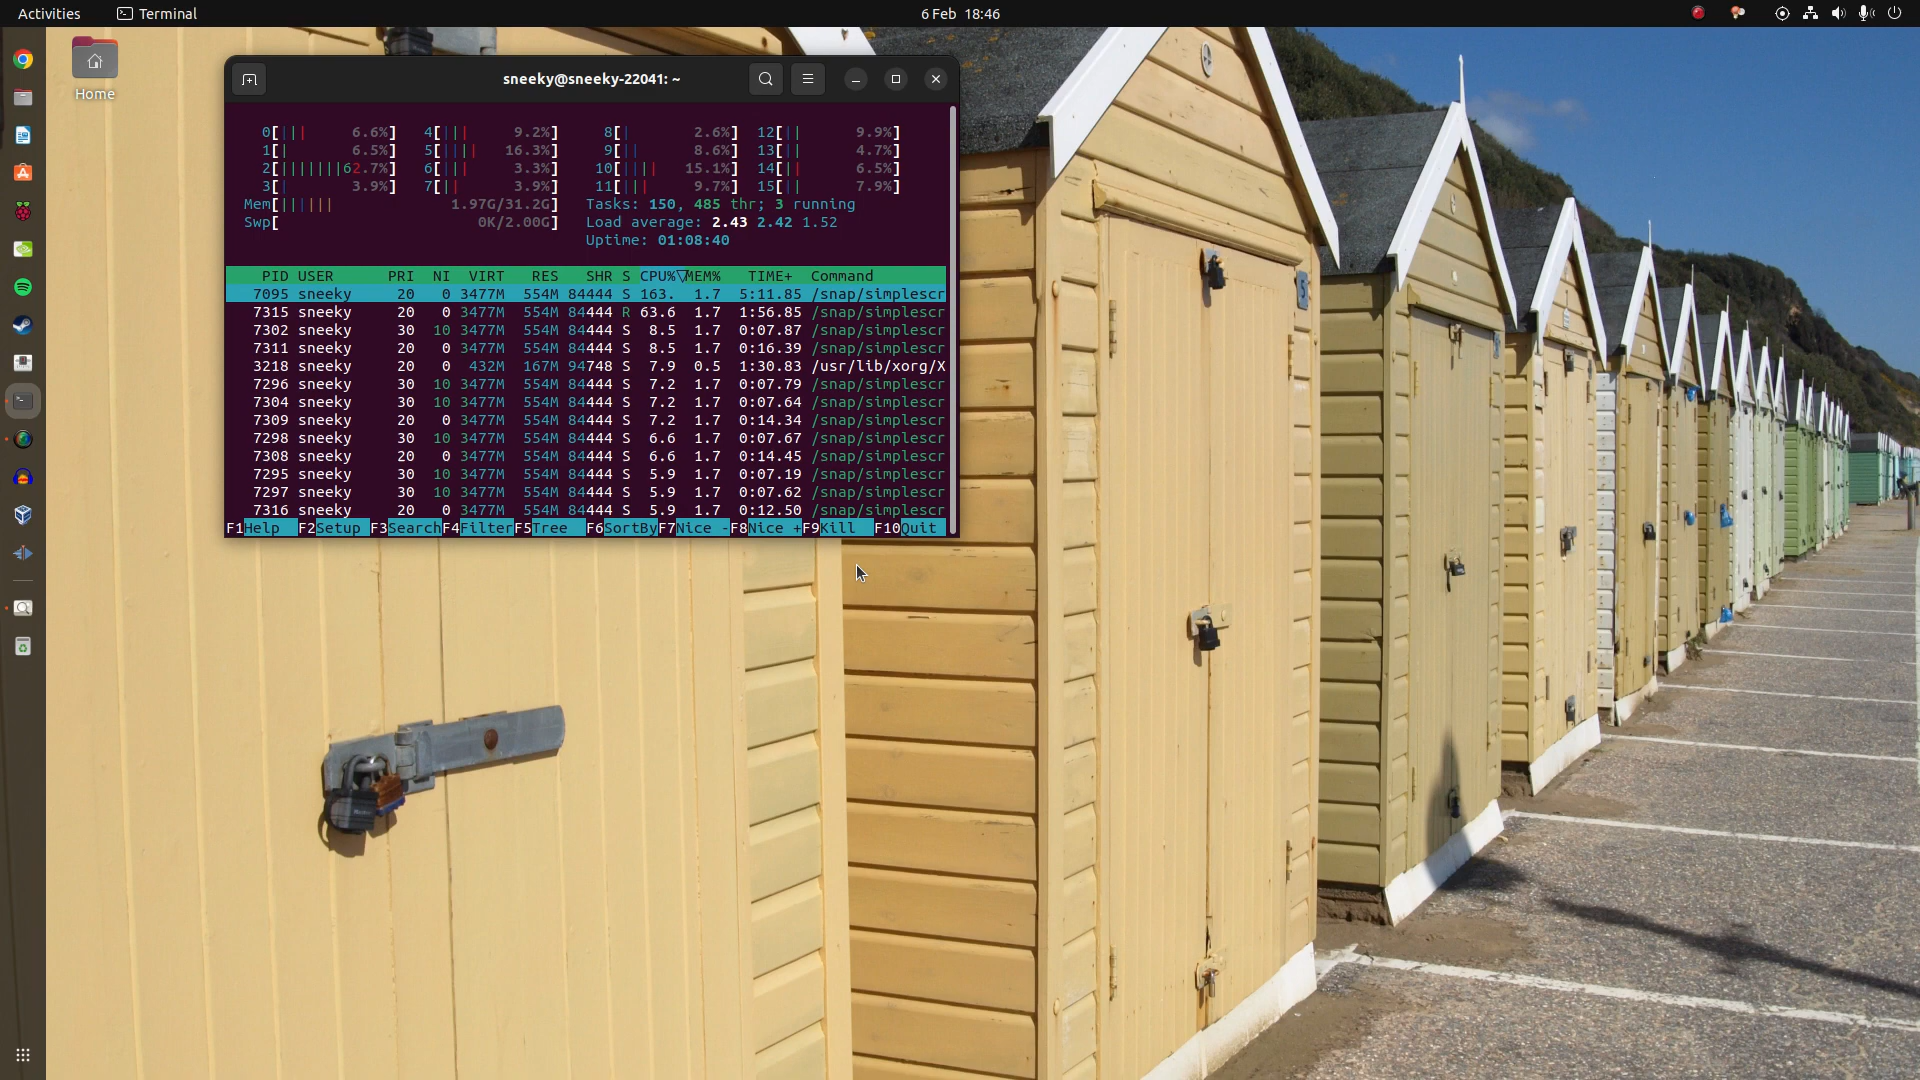 Activities Terminal 6 Feb 18:46
Home
sneeky@sneeky-22041: ~
0[||| 6.6%] 4[||| 9.2%] 8[| 2.6%] 12[|| 9.9%]
1[| 6.5%] 5[|||| 16.3%] 9[|| 8.6%] 13[|| 4.7%]
2[|||||||62.7%] 6[||| 3.3%] 10[|||| 15.1%] 14[|| 6.5%]
3[| 3.9%] 7[|| 3.9%] 11[||| 9.7%] 15[|| 7.9%]
Mem[|||||| 1.97G/31.2G] Tasks: 150, 485 thr; 3 running
Swp[ 0K/2.00G] Load average: 2.43 2.42 1.52
Uptime: 01:08:40
PID USER PRI NI VIRT RES SHR S CPU%▽MEM% TIME+ Command
7095 sneeky 20 0 3477M 554M 84444 S 163. 1.7 5:11.85 /snap/simplescr
7315 sneeky 20 0 3477M 554M 84444 R 63.6 1.7 1:56.85 /snap/simplescr
7302 sneeky 30 10 3477M 554M 84444 S 8.5 1.7 0:07.87 /snap/simplescr
7311 sneeky 20 0 3477M 554M 84444 S 8.5 1.7 0:16.39 /snap/simplescr
3218 sneeky 20 0 432M 167M 94748 S 7.9 0.5 1:30.83 /usr/lib/xorg/X
7296 sneeky 30 10 3477M 554M 84444 S 7.2 1.7 0:07.79 /snap/simplescr
7304 sneeky 30 10 3477M 554M 84444 S 7.2 1.7 0:07.64 /snap/simplescr
7309 sneeky 20 0 3477M 554M 84444 S 7.2 1.7 0:14.34 /snap/simplescr
7298 sneeky 30 10 3477M 554M 84444 S 6.6 1.7 0:07.67 /snap/simplescr
7308 sneeky 20 0 3477M 554M 84444 S 6.6 1.7 0:14.45 /snap/simplescr
7295 sneeky 30 10 3477M 554M 84444 S 5.9 1.7 0:07.19 /snap/simplescr
7297 sneeky 30 10 3477M 554M 84444 S 5.9 1.7 0:07.62 /snap/simplescr
7316 sneeky 20 0 3477M 554M 84444 S 5.9 1.7 0:12.50 /snap/simplescr
F1Help F2Setup F3SearchF4FilterF5Tree F6SortByF7Nice -F8Nice +F9Kill F10Quit
5